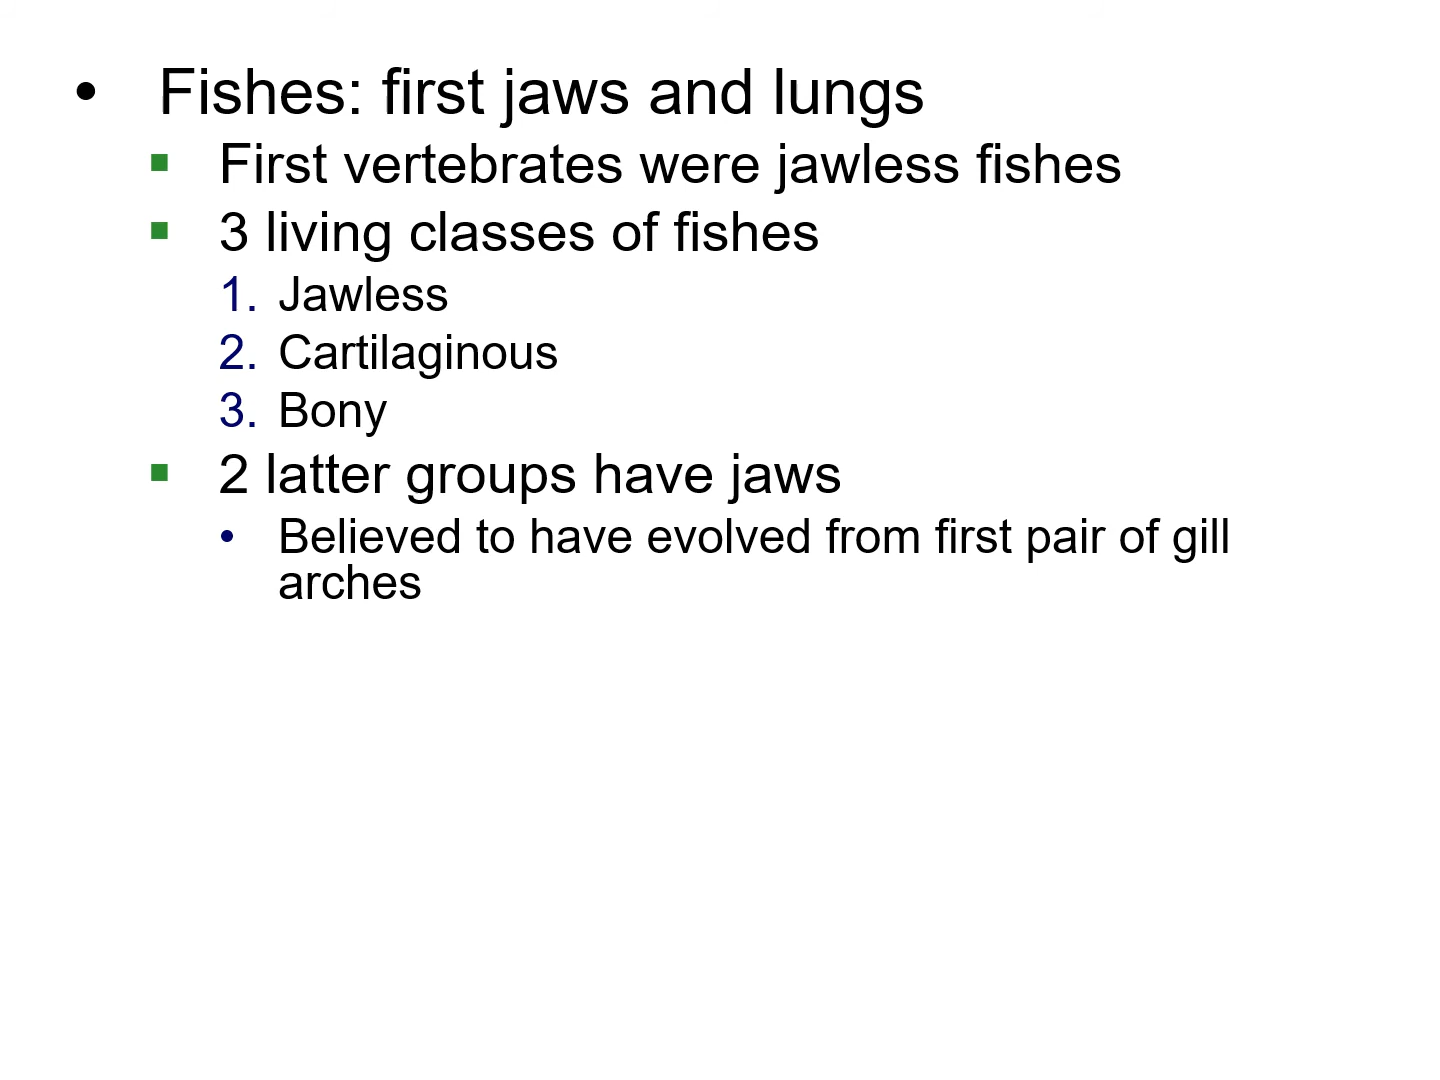 • Fishes: first jaws and lungs
▪ First vertebrates were jawless fishes
▪ 3 living classes of fishes
1. Jawless
2. Cartilaginous
3. Bony
▪ 2 latter groups have jaws
• Believed to have evolved from first pair of gill
arches